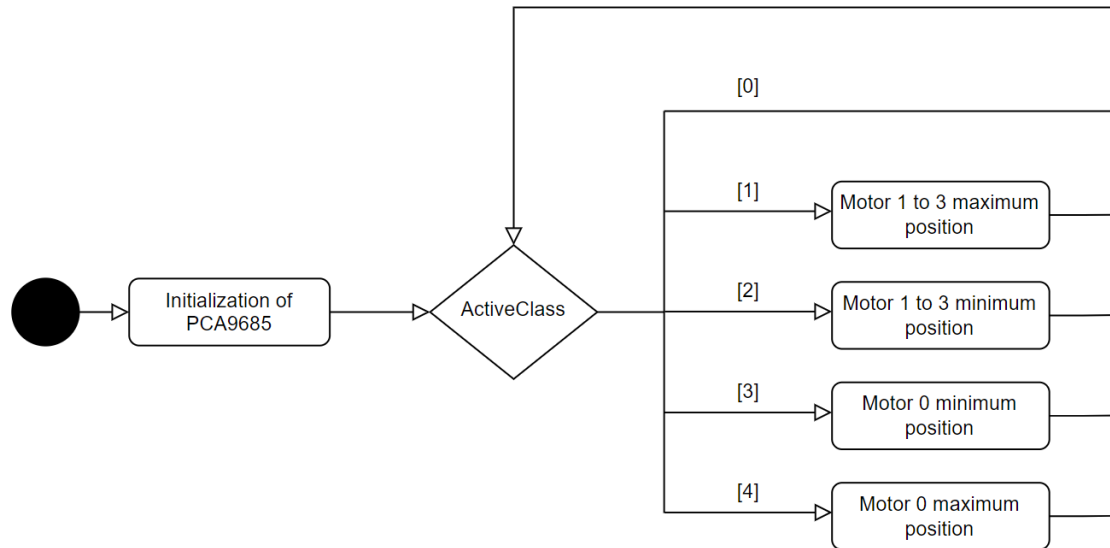 [0]
[1]
Motor 1 to 3 maximum
position
Initialization of
PCA9685
ActiveClass
[2]
Motor 1 to 3 minimum
position
[3]
Motor 0 minimum
position
[4]
Motor 0 maximum
position